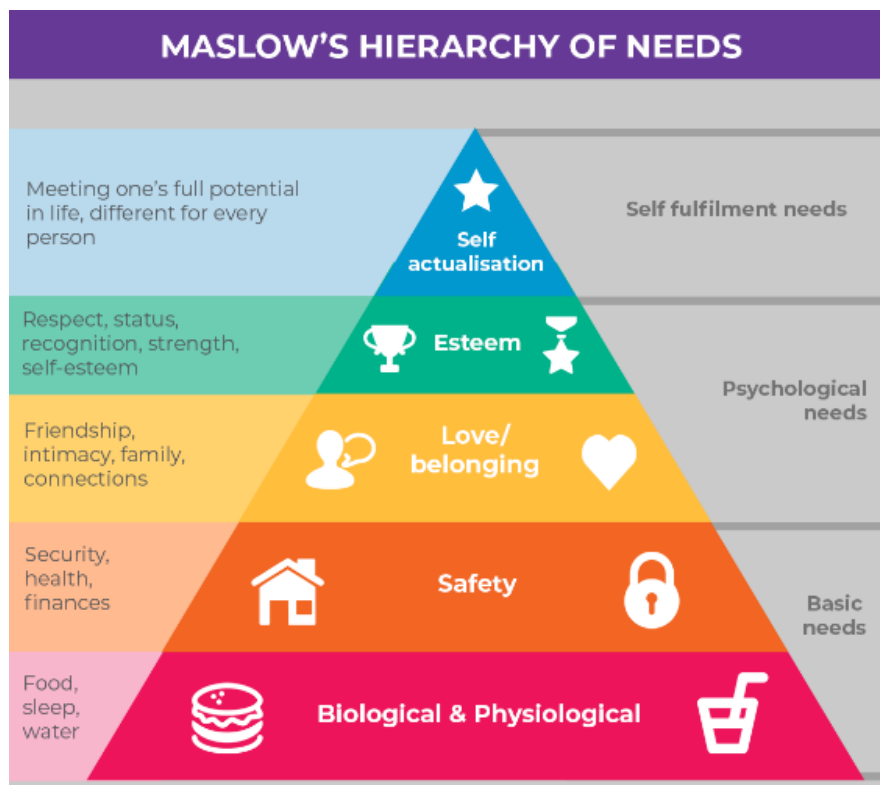 MASLOW'S HIERARCHY OF NEEDS
Meeting one's full potential
in life, different for every
person
Self
actualisation
Self fulfilment needs
Respect, status,
recognition, strength,
self-esteem
Esteem
Psychological
needs
Friendship,
intimacy, family,
connections
Love/
belonging
Security,
health,
finances
Safety
Basic
needs
Food,
sleep,
water
Biological & Physiological